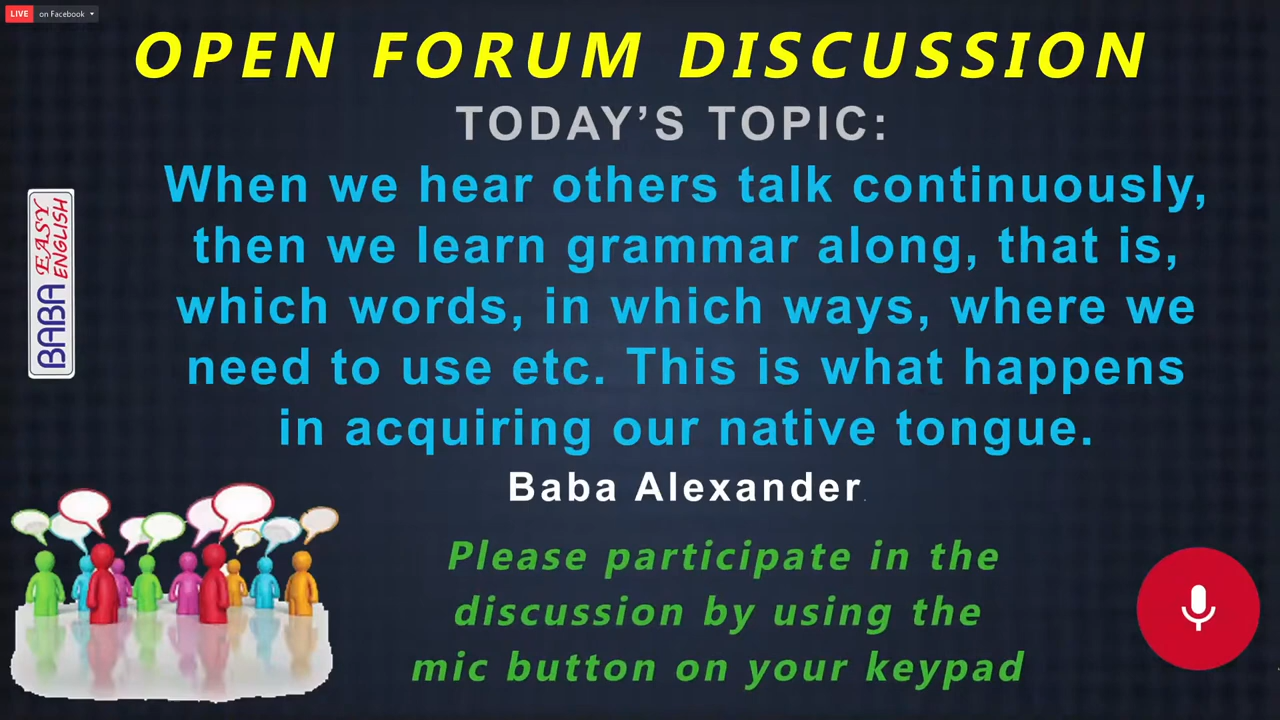 LIVE on Facebook
OPEN FORUM DISCUSSION
TODAY’S TOPIC:
When we hear others talk continuously,
then we learn grammar along, that is,
which words, in which ways, where we
need to use etc. This is what happens
in acquiring our native tongue.
Baba Alexander
BABA EASY ENGLISH
Please participate in the
discussion by using the
mic button on your keypad